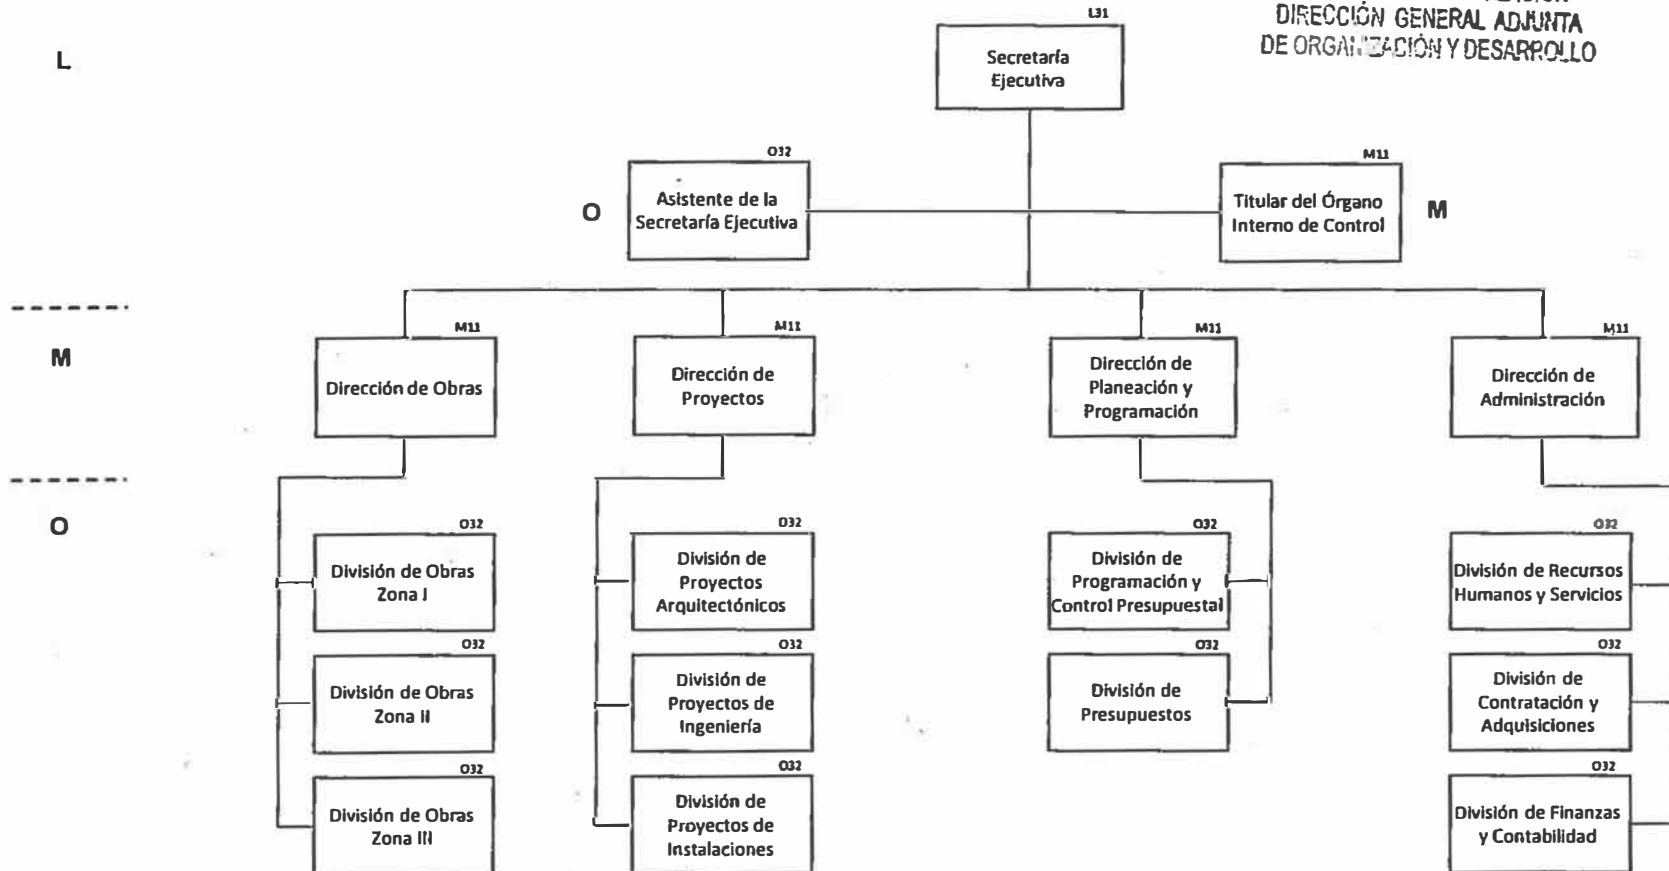 L31
DIRECCIÓN GENERAL ADJUNTA
DE ORGANIZACIÓN Y DESARROLLO
L
Secretaría
Ejecutiva
O32
M11
O
Asistente de la
Secretaría Ejecutiva
Titular del Órgano
Interno de Control
M
M
M11
M11
M11
M11
Dirección de Obras
Dirección de
Proyectos
Dirección de
Planeación y
Programación
Dirección de
Administración
O
O32
O32
O32
O32
División de Obras
Zona I
División de
Proyectos
Arquitectónicos
División de
Programación y
Control Presupuestal
División de Recursos
Humanos y Servicios
O32
O32
O32
O32
División de Obras
Zona II
División de
Proyectos de
Ingeniería
División de
Presupuestos
División de
Contratación y
Adquisiciones
O32
O32
O32
División de Obras
Zona III
División de
Proyectos de
Instalaciones
División de Finanzas
y Contabilidad